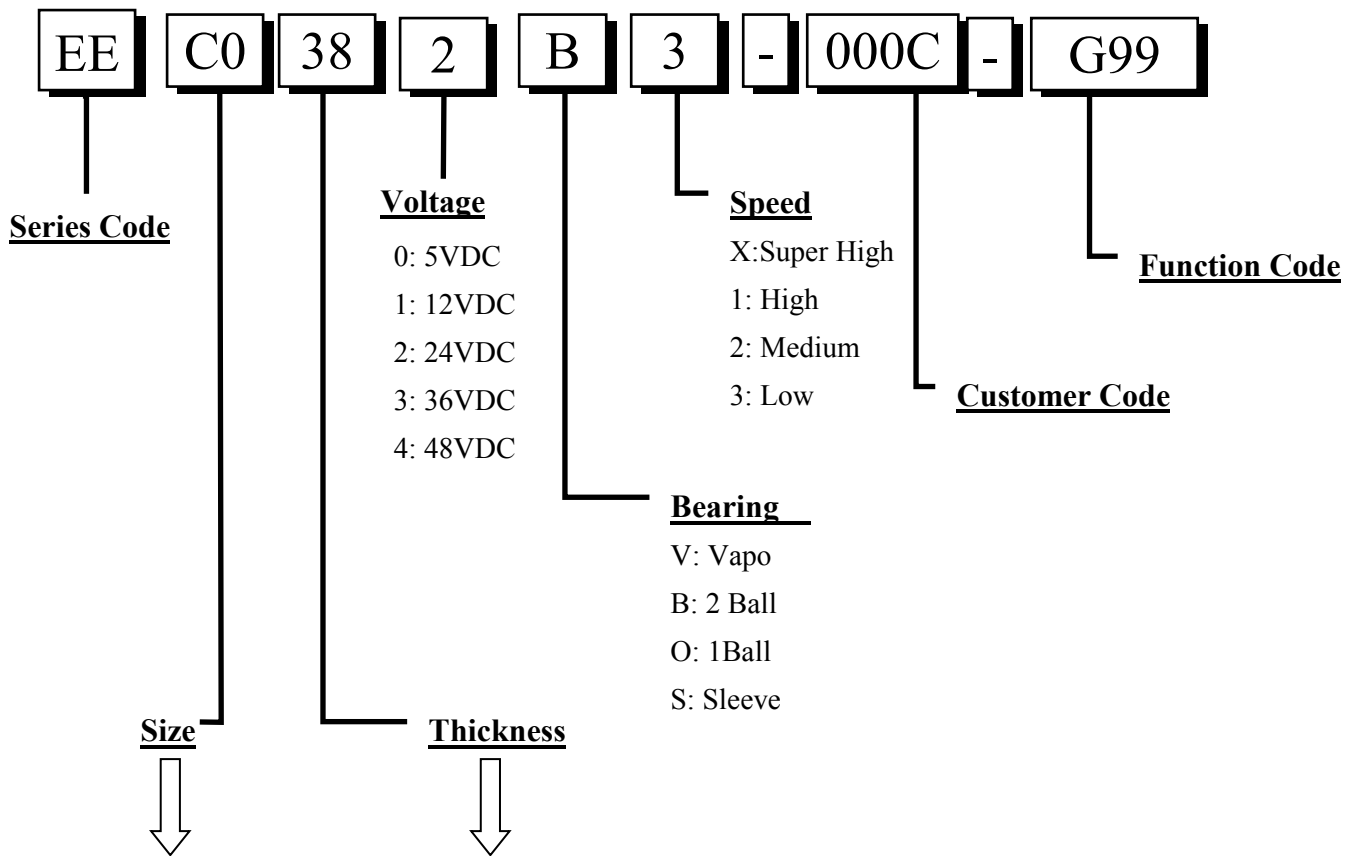 EE C0 38 2 B 3 - 000C - G99
Series Code
Voltage
0: 5VDC
1: 12VDC
2: 24VDC
3: 36VDC
4: 48VDC
Speed
X:Super High
1: High
2: Medium
3: Low
Function Code
Customer Code
Bearing
V: Vapo
B: 2 Ball
O: 1Ball
S: Sleeve
Size
Thickness